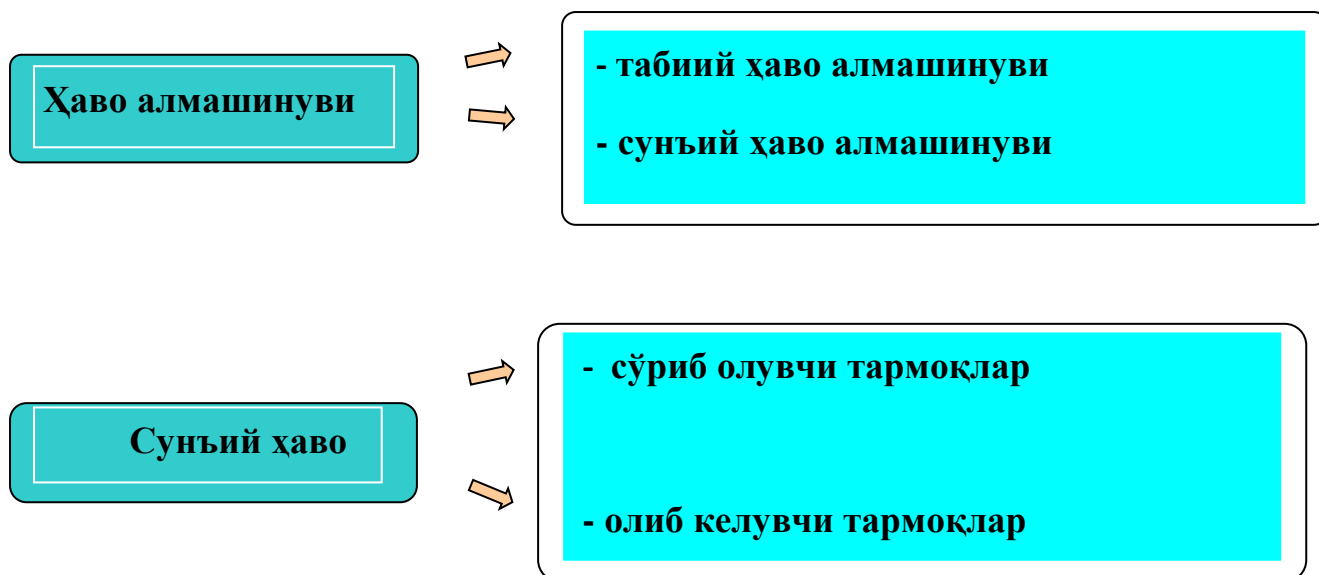 Ҳаво алмашинуви
- табиий ҳаво алмашинуви
- сунъий ҳаво алмашинуви
Сунъий ҳаво
- сўриб олувчи тармоқлар
- олиб келувчи тармоқлар